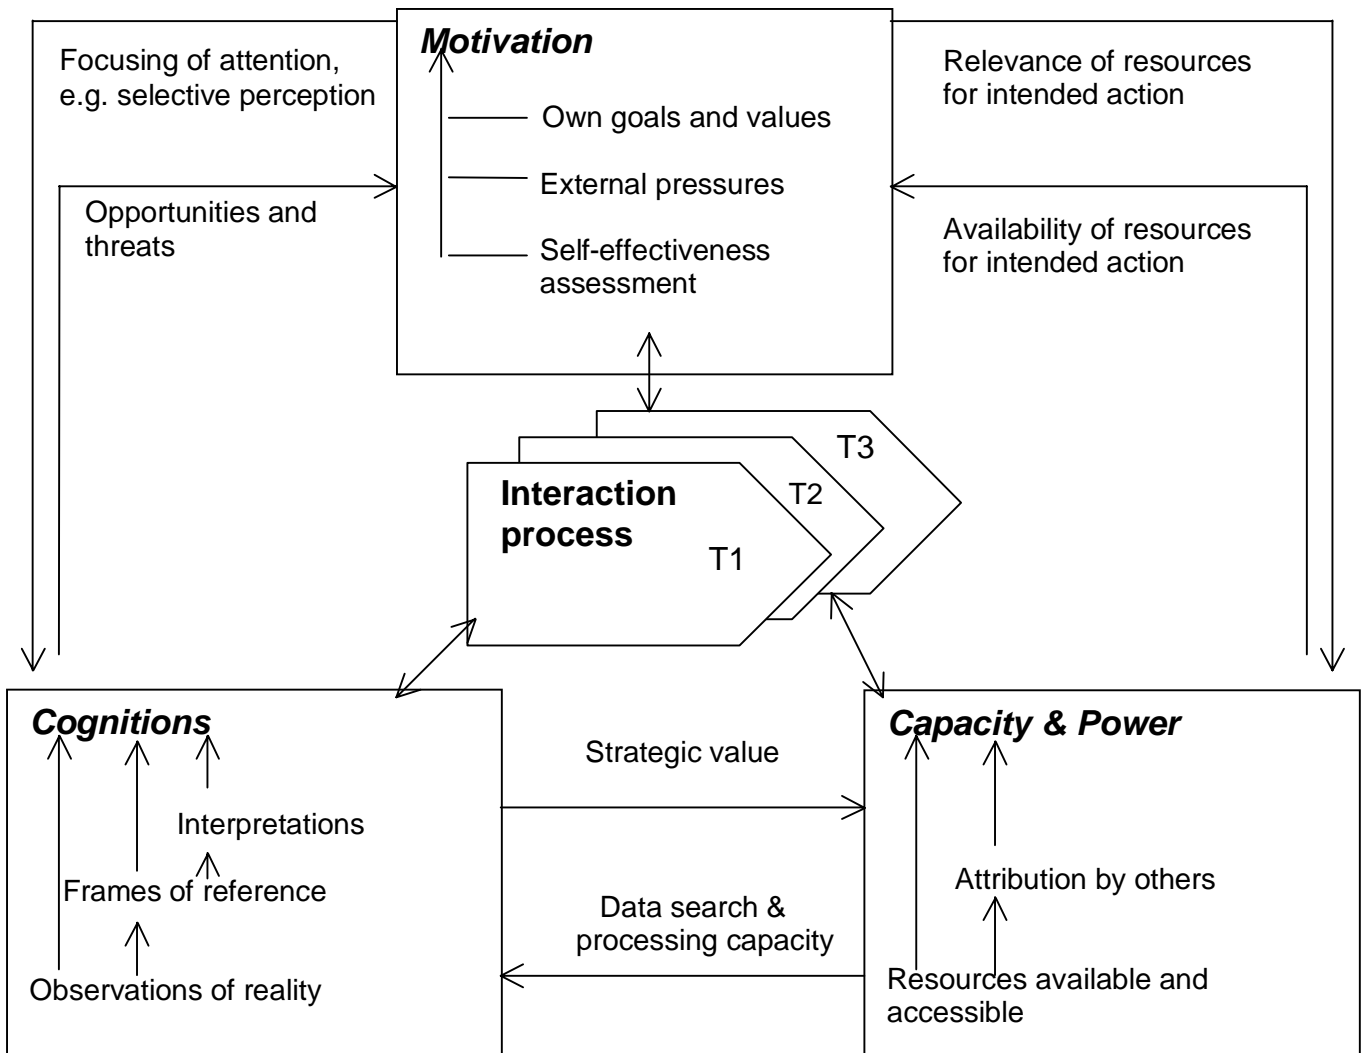 Motivation
Focusing of attention,
e.g. selective perception
Relevance of resources
for intended action
Own goals and values
External pressures
Opportunities and
threats
Self-effectiveness
assessment
Availability of resources
for intended action
T3
T2
Interaction
process
T1
Cognitions
Capacity & Power
Strategic value
Interpretations
Frames of reference
Attribution by others
Data search &
processing capacity
Observations of reality
Resources available and
accessible